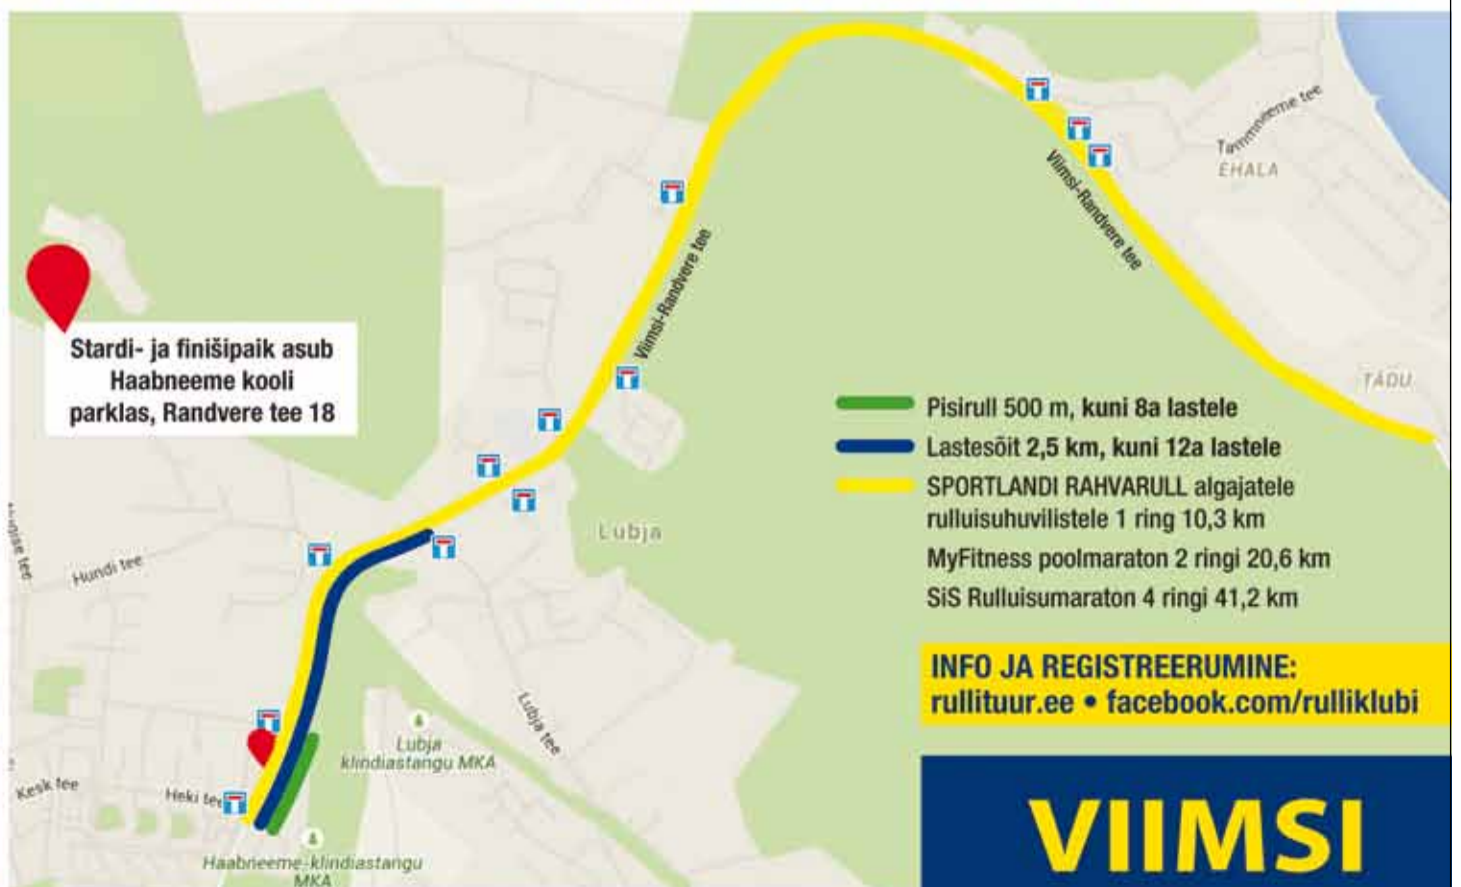 Tammneeme tee
EHALA
Viimsi-Randvere tee
Viimsi-Randvere tee
Stardi- ja finišipaik asub
Haabneeme kooli
parklas, Randvere tee 18
TÄDU
Pisirull 500 m, kuni 8a lastele
Lastesõit 2,5 km, kuni 12a lastele
SPORTLANDI RAHVARULL algajatele
rulluisuhuvilistele 1 ring 10,3 km
MyFitness poolmaraton 2 ringi 20,6 km
SiS Rulluisumaraton 4 ringi 41,2 km
Lubja
Hundi tee
tee
Lubja tee
Lubja
klindiastangu MKA
Kesk tee
Heki tee
Haabneeme-klindiastangu
MKA
INFO JA REGISTREERUMINE:
rullituur.ee • facebook.com/rulliklubi
VIIMSI